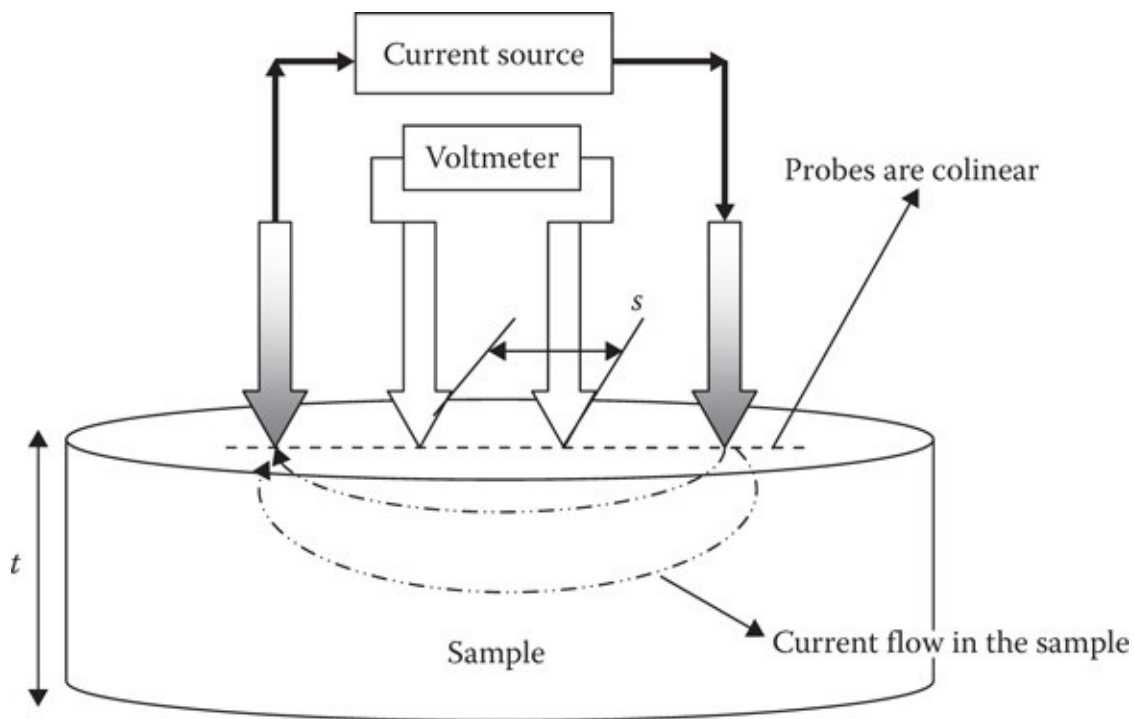 Current source
Voltmeter
Probes are colinear
s
t
Sample
Current flow in the sample